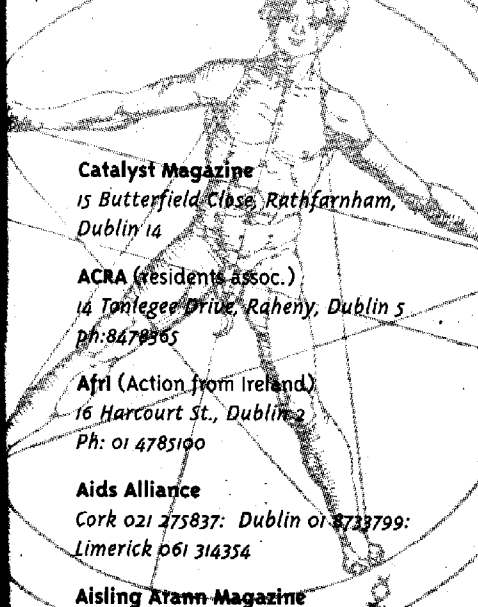 Catalyst Magazine
15 Butterfield Close, Rathfarnham,
Dublin 14
ACRA (residents assoc.)
14 Tonlegee Drive, Raheny, Dublin 5
ph:8478365
AfrI (Action from Ireland)
16 Harcourt St., Dublin 2
Ph: 01 4785100
Aids Alliance
Cork 021 275837: Dublin 01 8733799:
Limerick 061 314354
Aisling Arann Magazine